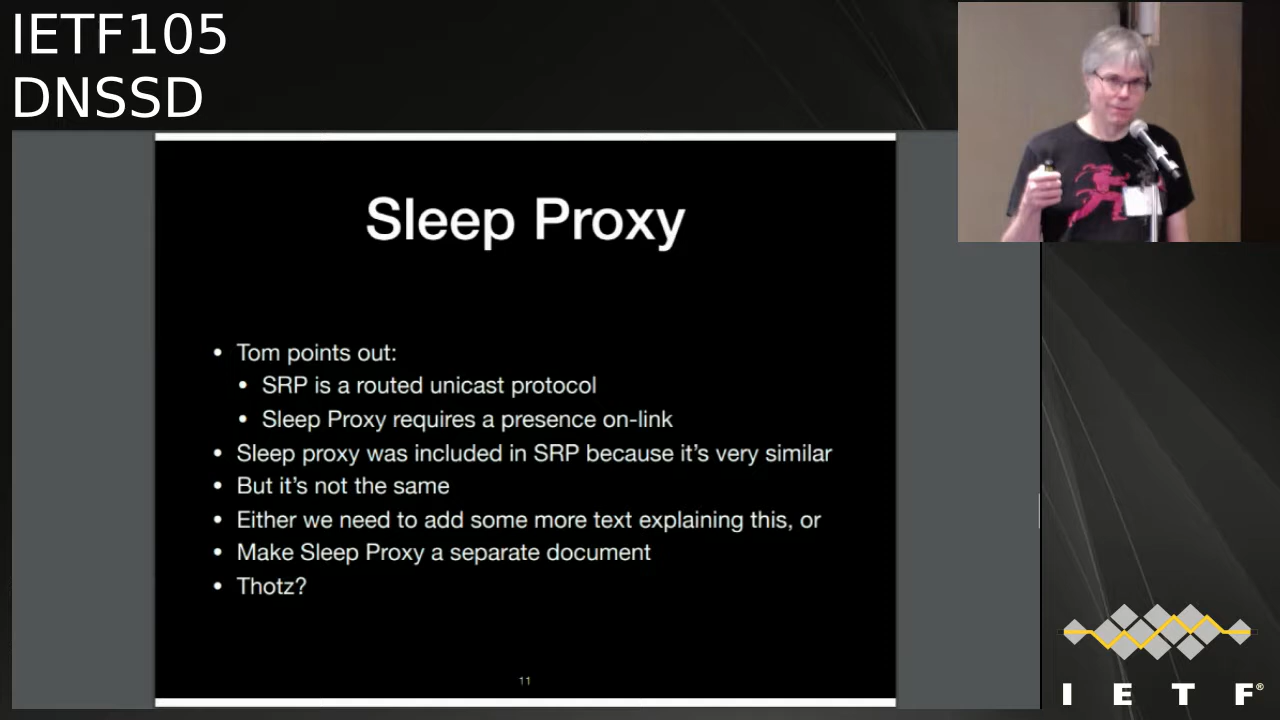 IETF105
DNSSD
Sleep Proxy
• Tom points out:
• SRP is a routed unicast protocol
• Sleep Proxy requires a presence on-link
• Sleep proxy was included in SRP because it's very similar
• But it's not the same
• Either we need to add some more text explaining this, or
• Make Sleep Proxy a separate document
• Thotz?
11
I E T F®